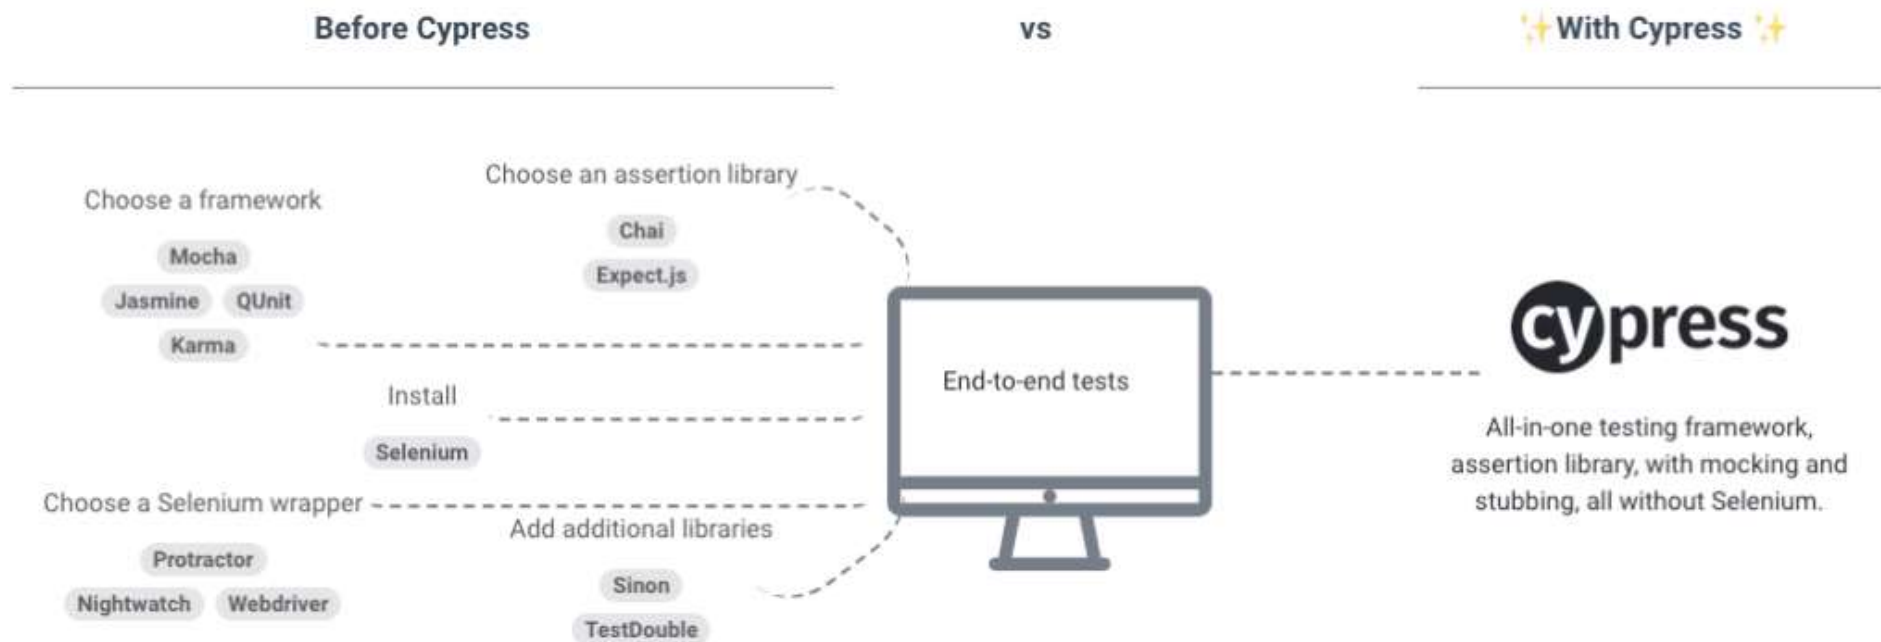 Before Cypress
vs
✨With Cypress ✨
Choose a framework
Mocha
Jasmine QUnit
Karma
Choose an assertion library
Chai
Expect.js
Install
Selenium
Choose a Selenium wrapper
Protractor
Nightwatch Webdriver
Add additional libraries
Sinon
TestDouble
End-to-end tests
cypress
All-in-one testing framework,
assertion library, with mocking and
stubbing, all without Selenium.